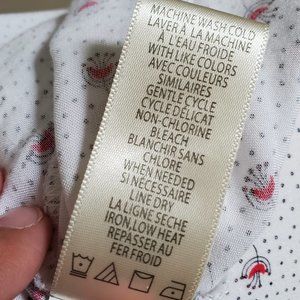 MACHINE WASH COLD
LAVER À LA MACHINE
À L'EAU FROIDE
WITH LIKE COLORS
AVEC COULEURS
SIMILAIRES
GENTLE CYCLE
CYCLE DÉLICAT
NON-CHLORINE
BLEACH
BLANCHIR SANS
CHLORE
WHEN NEEDED
SI NÉCESSAIRE
LINE DRY
LA LIGNE SÈCHE
IRON, LOW HEAT
REPASSER AU
FER FROID